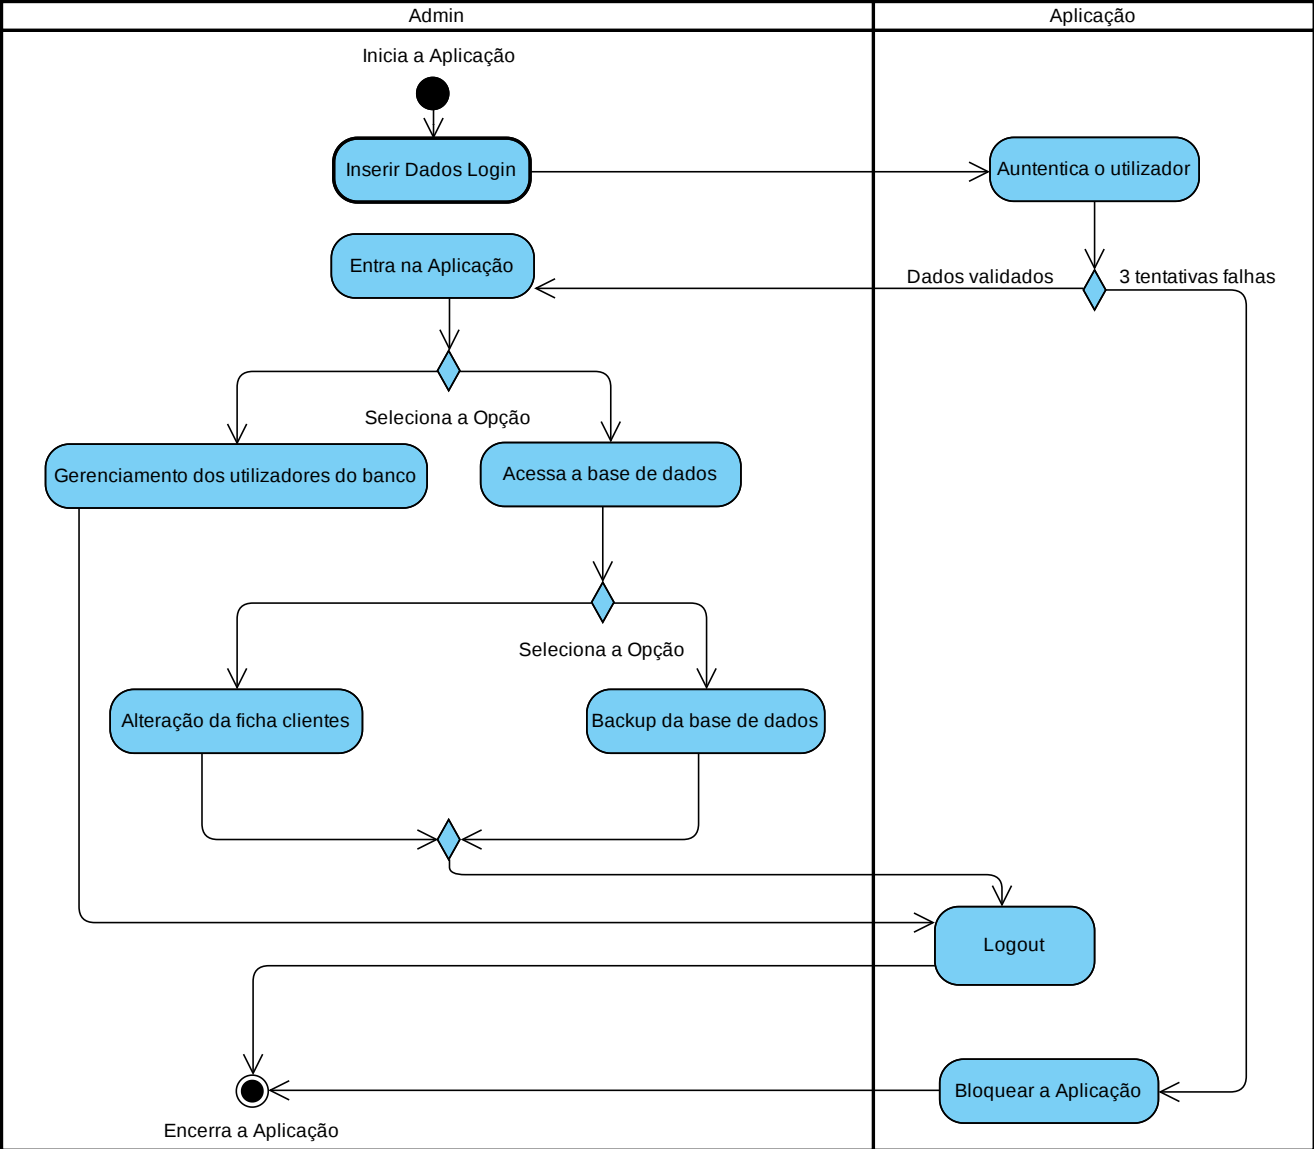 Admin
Aplicação
Inicia a Aplicação
Inserir Dados Login
Auntentica o utilizador
Entra na Aplicação
Dados validados
3 tentativas falhas
Seleciona a Opção
Gerenciamento dos utilizadores do banco
Acessa a base de dados
Seleciona a Opção
Alteração da ficha clientes
Backup da base de dados
Logout
Bloquear a Aplicação
Encerra a Aplicação